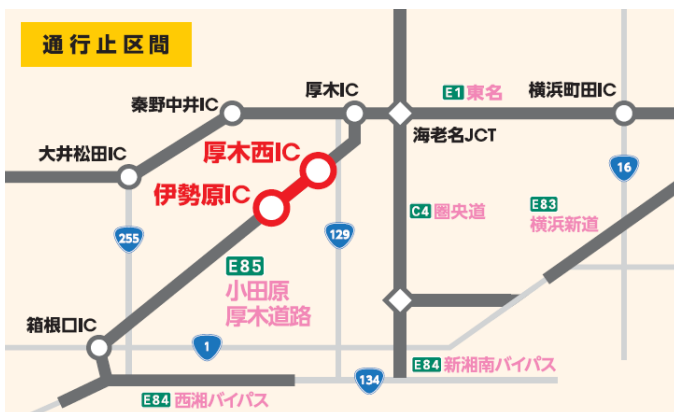 通行止区間
厚木IC
E1 東名
横浜町田IC
秦野中井IC
海老名JCT
大井松田IC
厚木西IC
16
伊勢原IC
E83
横浜新道
C4 圏央道
255
129
E85
小田原
厚木道路
箱根口IC
1
E84 新湘南バイパス
134
E84 西湘バイパス